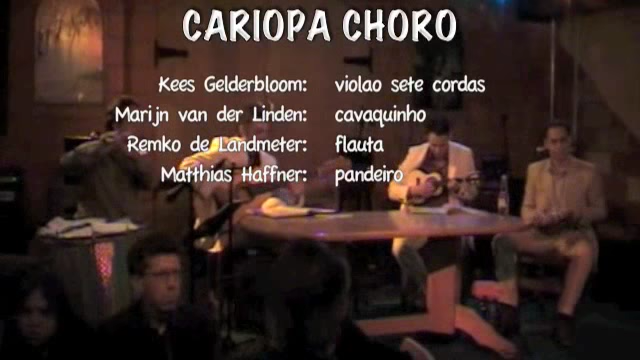 CARIOPA CHORO
Kees Gelderbloom: violao sete cordas
Marijn van der Linden: cavaquinho
Remko de Landmeter: flauta
Matthias Haffner: pandeiro